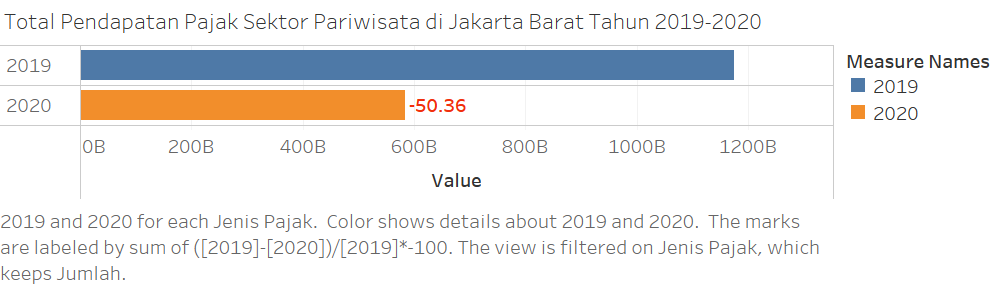 Total Pendapatan Pajak Sektor Pariwisata di Jakarta Barat Tahun 2019-2020
2019
2020
-50.36
0B 200B 400B 600B 800B 1000B 1200B
Value
Measure Names
2019
2020
2019 and 2020 for each Jenis Pajak. Color shows details about 2019 and 2020. The marks
are labeled by sum of ([2019]-[2020])/[2019]*-100. The view is filtered on Jenis Pajak, which
keeps Jumlah.